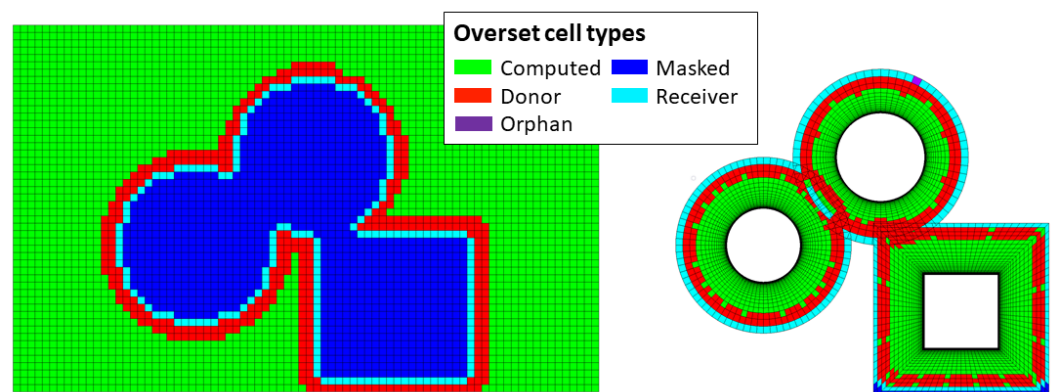 Overset cell types
Computed Masked
Donor Receiver
Orphan